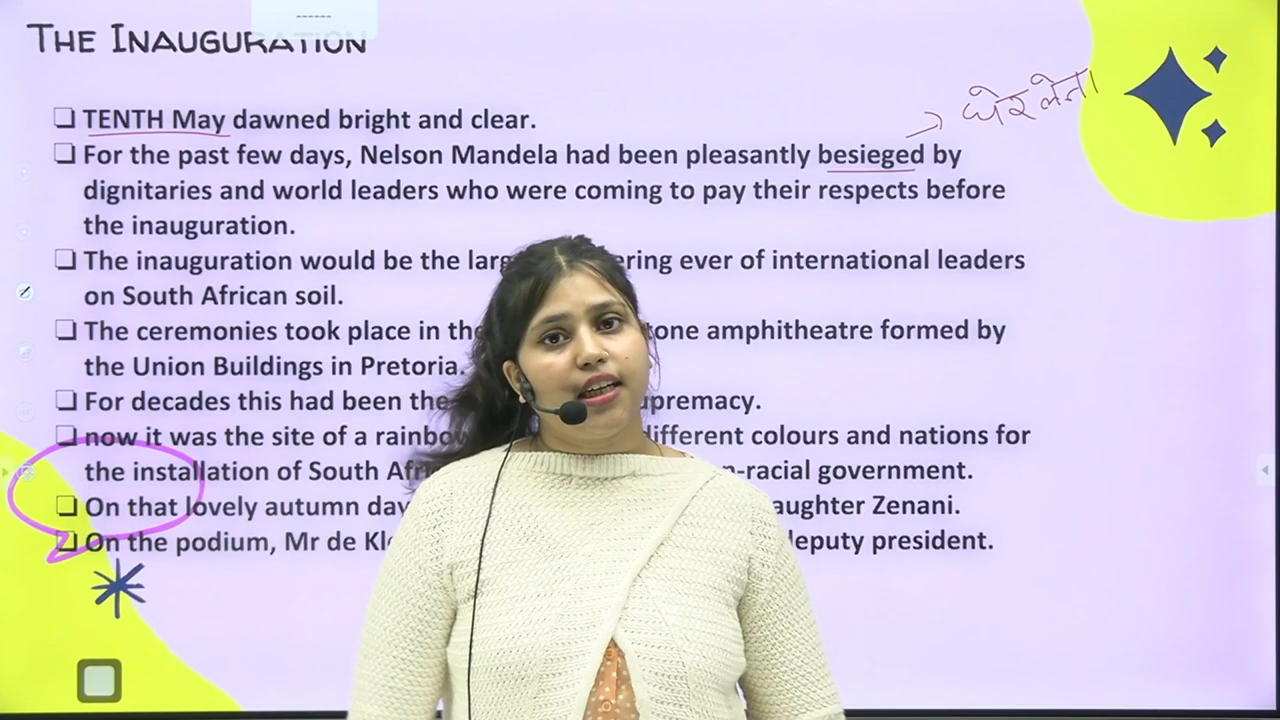 THE INAUGURATION
❑ TENTH May dawned bright and clear.
→ घेर लेना
❑ For the past few days, Nelson Mandela had been pleasantly besieged by
dignitaries and world leaders who were coming to pay their respects before
the inauguration.
❑ The inauguration would be the larg ering ever of international leaders
on South African soil.
❑ The ceremonies took place in the tone amphitheatre formed by
the Union Buildings in Pretoria.
❑ For decades this had been the upremacy.
❑ now it was the site of a rainbow different colours and nations for
the installation of South Afri n-racial government.
❑ On that lovely autumn day aughter Zenani.
❑ On the podium, Mr de Kle deputy president.